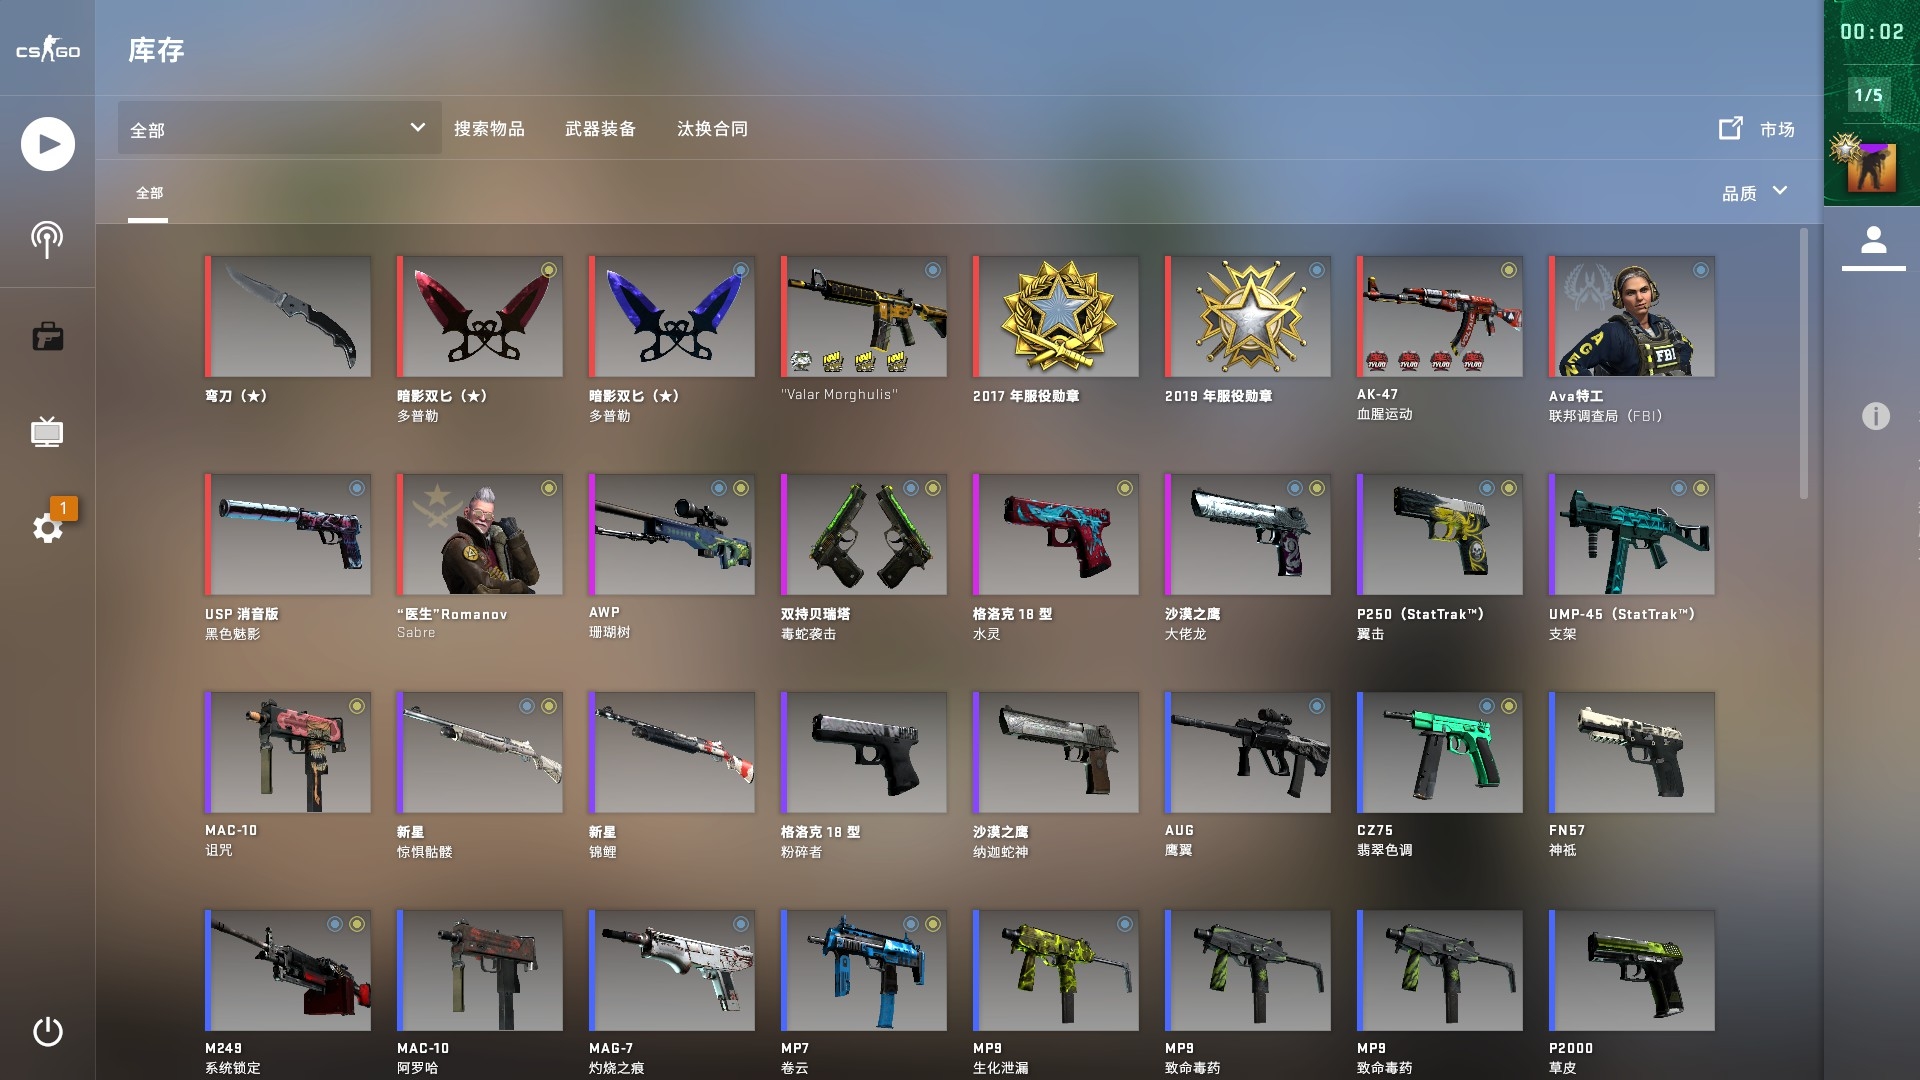 CS GO
库存
00:02
全部
搜索物品
武器装备
汰换合同
市场
1/5
全部
品质
弯刀（★）
暗影双匕（★）
多普勒
暗影双匕（★）
多普勒
"Valar Morghulis"
2017 年服役勋章
2019 年服役勋章
TYLOO TYLOO TYLOO TYLOO
AK-47
血腥运动
FBI
Ava特工
联邦调查局（FBI）
1
USP 消音版
黑色魅影
“医生”Romanov
Sabre
AWP
珊瑚树
双持贝瑞塔
毒蛇袭击
格洛克 18 型
水灵
沙漠之鹰
大佬龙
P250（StatTrak™）
翼击
UMP-45（StatTrak™）
支架
MAC-10
诅咒
新星
惊惧骷髅
新星
锦鲤
格洛克 18 型
粉碎者
沙漠之鹰
纳迦蛇神
AUG
鹰翼
CZ75
翡翠色调
FN57
神祗
M249
系统锁定
MAC-10
阿罗哈
MAG-7
灼烧之痕
MP7
卷云
MP9
生化泄漏
MP9
致命毒药
MP9
致命毒药
P2000
草皮